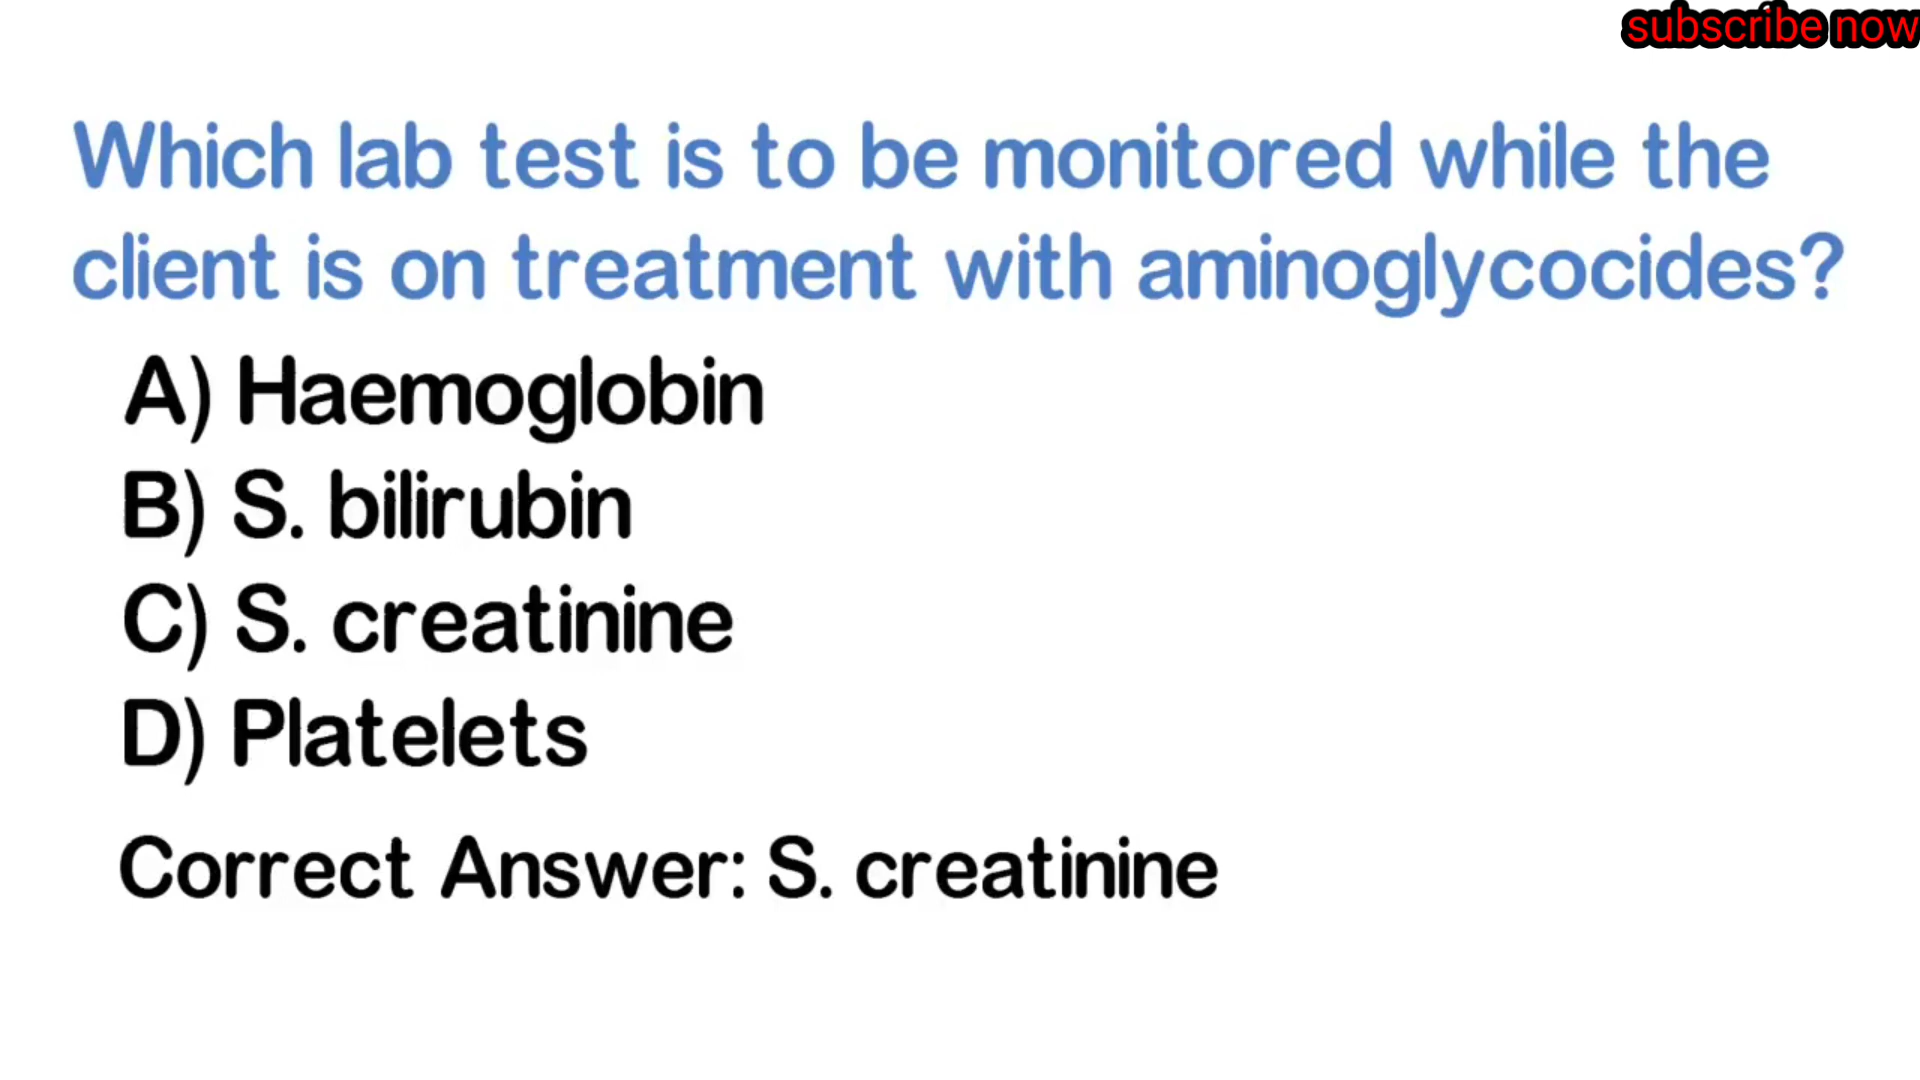 subscribe now
Which lab test is to be monitored while the
client is on treatment with aminoglycocides?
A) Haemoglobin
B) S. bilirubin
C) S. creatinine
D) Platelets
Correct Answer: S. creatinine